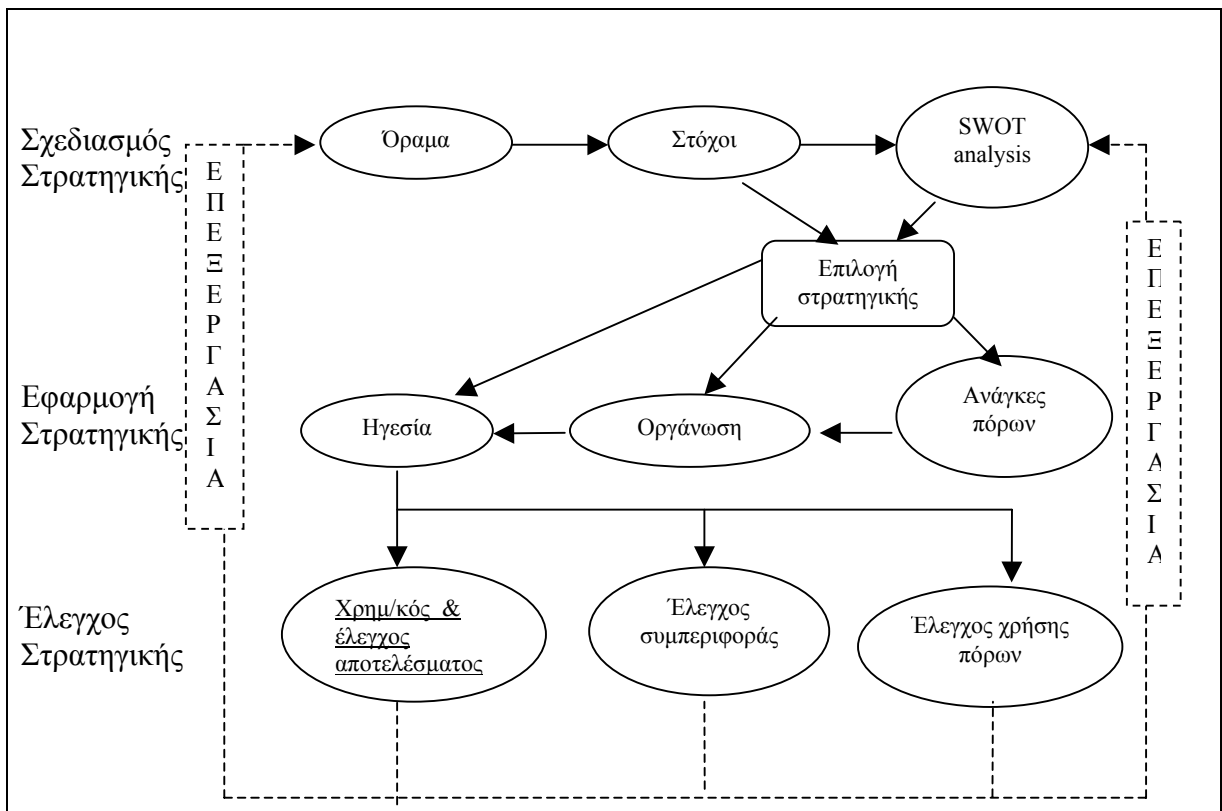 Σχεδιασμός
Στρατηγικής
Όραμα
Στόχοι
SWOT
analysis
Ε
Π
Ε
Ξ
Ε
Ρ
Γ
Α
Σ
Ι
Α
Ε
Π
Ε
Ξ
Ε
Ρ
Γ
Α
Σ
Ι
Α
Επιλογή
στρατηγικής
Εφαρμογή
Στρατηγικής
Ηγεσία
Οργάνωση
Ανάγκες
πόρων
Έλεγχος
Στρατηγικής
Χρημ/κός &
έλεγχος
αποτελέσματος
Έλεγχος
συμπεριφοράς
Έλεγχος χρήσης
πόρων